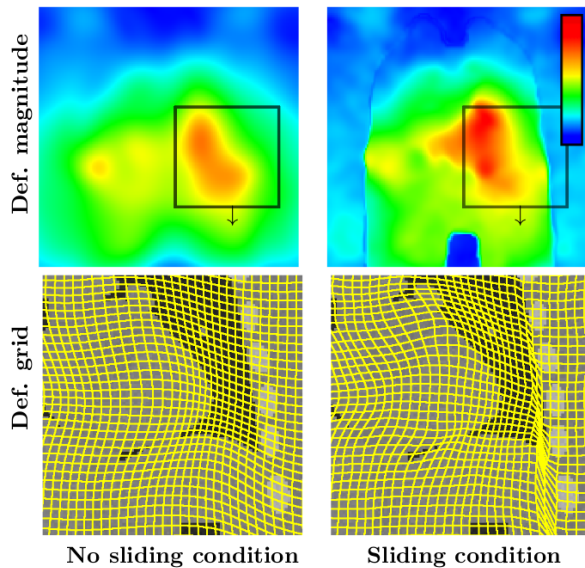 Def. magnitude
Def. grid
No sliding condition
Sliding condition